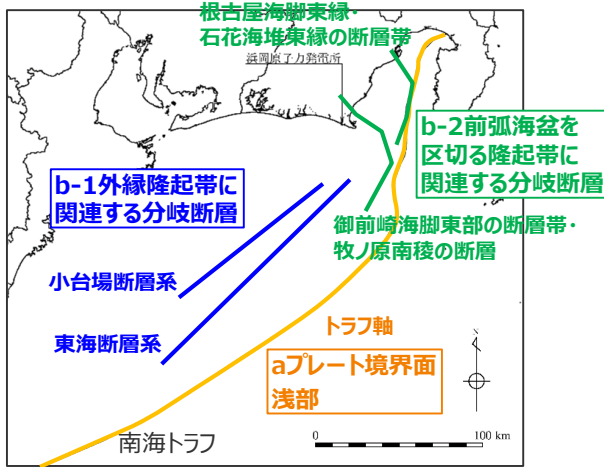 根古屋海脚東縁・
石花海堆東縁の断層帯
浜岡原子力発電所
b-2前弧海盆を
区切る隆起帯に
関連する分岐断層
b-1外縁隆起帯に
関連する分岐断層
御前崎海脚東部の断層帯・
牧ノ原南稜の断層
小台場断層系
東海断層系
トラフ軸
aプレート境界面
浅部
N
南海トラフ
0
100 km